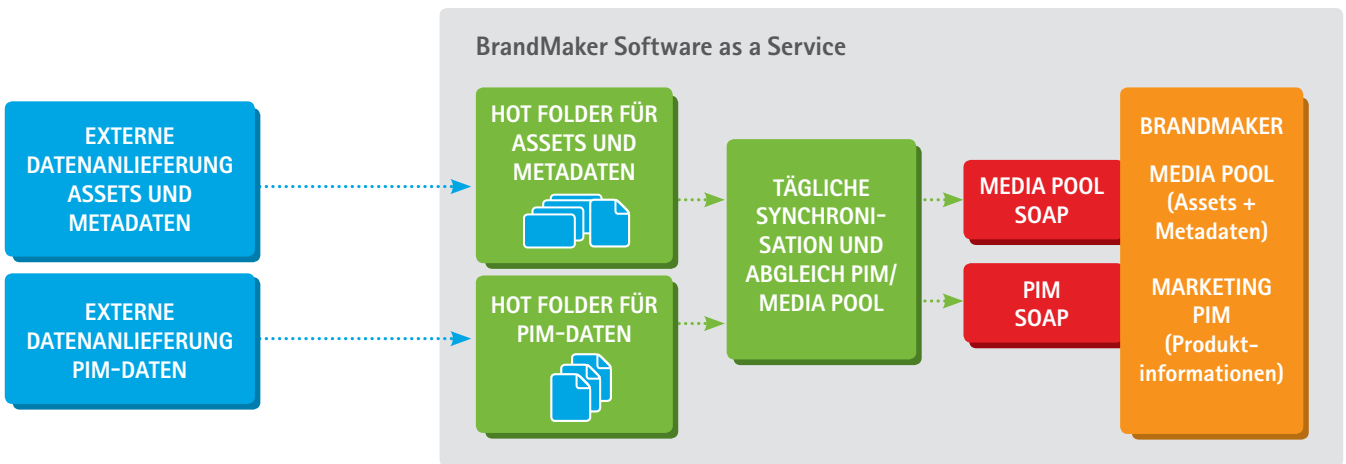 BrandMaker Software as a Service
EXTERNE
DATENANLIEFERUNG
ASSETS UND
METADATEN
EXTERNE
DATENANLIEFERUNG
PIM-DATEN
HOT FOLDER FÜR
ASSETS UND
METADATEN
HOT FOLDER FÜR
PIM-DATEN
TÄGLICHE
SYNCHRONI-
SATION UND
ABGLEICH PIM/
MEDIA POOL
MEDIA POOL
SOAP
PIM
SOAP
BRANDMAKER
MEDIA POOL
(Assets +
Metadaten)
MARKETING
PIM
(Produkt-
informationen)